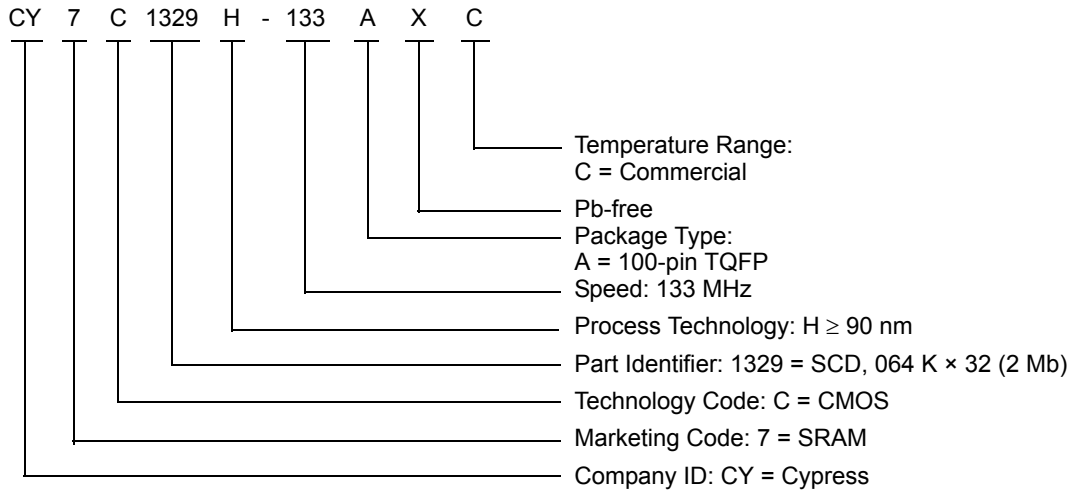 CY 7 C 1329 H - 133 A X C
Temperature Range:
C = Commercial
Pb-free
Package Type:
A = 100-pin TQFP
Speed: 133 MHz
Process Technology: H ≥ 90 nm
Part Identifier: 1329 = SCD, 064 K × 32 (2 Mb)
Technology Code: C = CMOS
Marketing Code: 7 = SRAM
Company ID: CY = Cypress